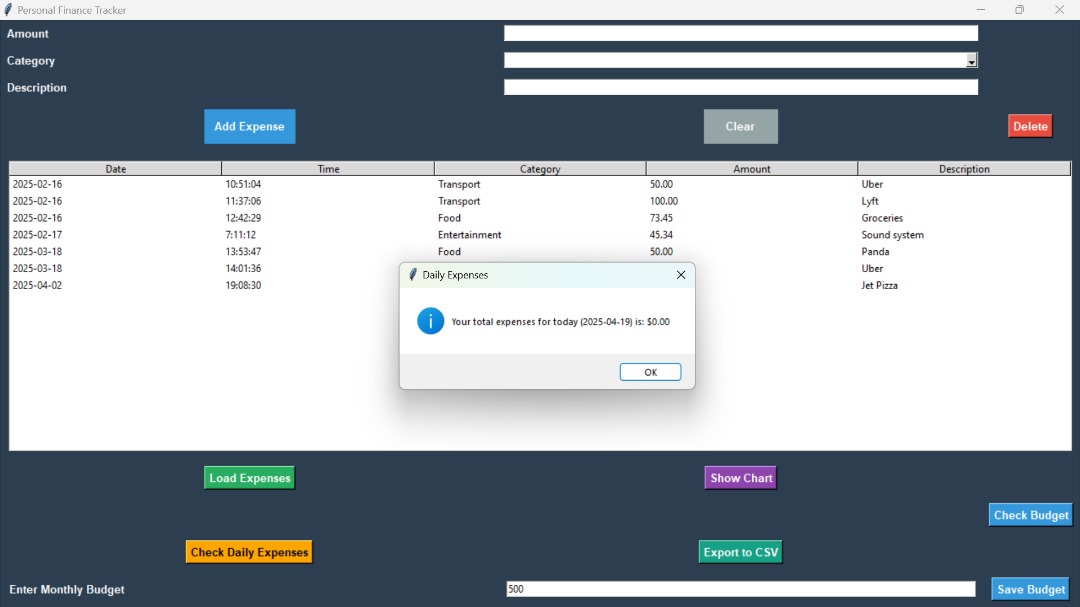 Personal Finance Tracker
Amount
Category
Description
Add Expense Clear Delete
Date Time Category Amount Description
2025-02-16 10:51:04 Transport 50.00 Uber
2025-02-16 11:37:06 Transport 100.00 Lyft
2025-02-16 12:42:29 Food 73.45 Groceries
2025-02-17 7:11:12 Entertainment 45.34 Sound system
2025-03-18 13:53:47 Food 50.00 Panda
2025-03-18 14:01:36 Uber
2025-04-02 19:08:30 Jet Pizza
Daily Expenses
Your total expenses for today (2025-04-19) is: $0.00
OK
Load Expenses Show Chart
Check Budget
Check Daily Expenses Export to CSV
Enter Monthly Budget 500 Save Budget